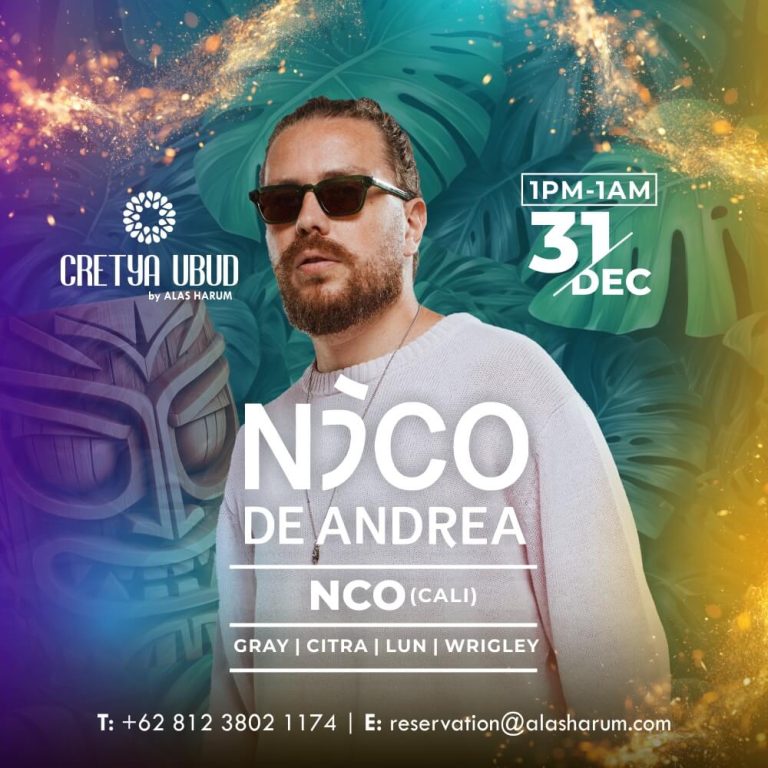 CRETYA UBUD
by ALAS HARUM
1PM-1AM
31
DEC
NICO
DE ANDREA
NCO (CALI)
GRAY | CITRA | LUN | WRIGLEY
T: +62 812 3802 1174 | E: reservation@alasharum.com